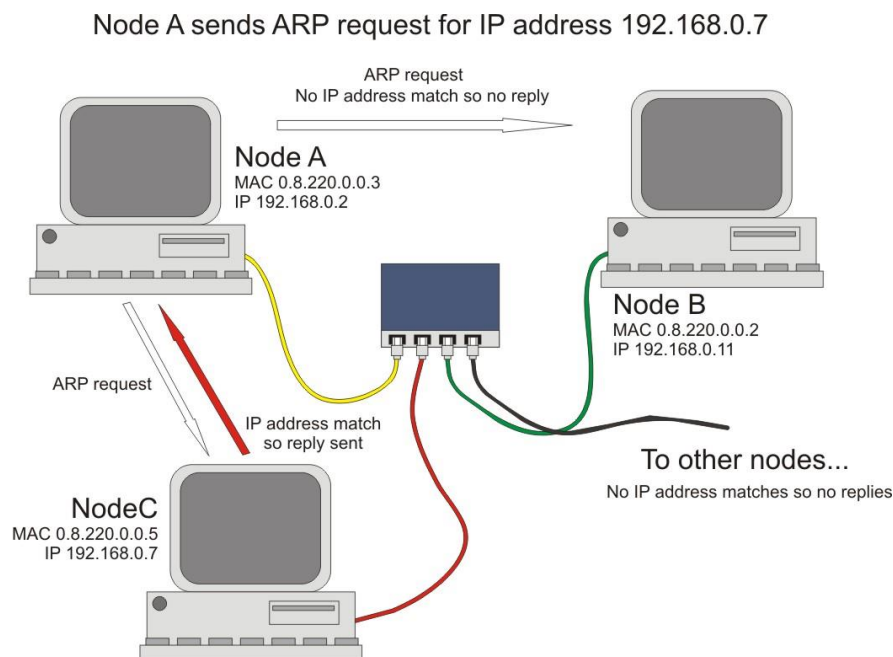 Node A sends ARP request for IP address 192.168.0.7
ARP request
No IP address match so no reply
Node A
MAC 0.8.220.0.0.3
IP 192.168.0.2
Node B
MAC 0.8.220.0.0.2
IP 192.168.0.11
ARP request
IP address match
so reply sent
To other nodes...
No IP address matches so no replies
NodeC
MAC 0.8.220.0.0.5
IP 192.168.0.7